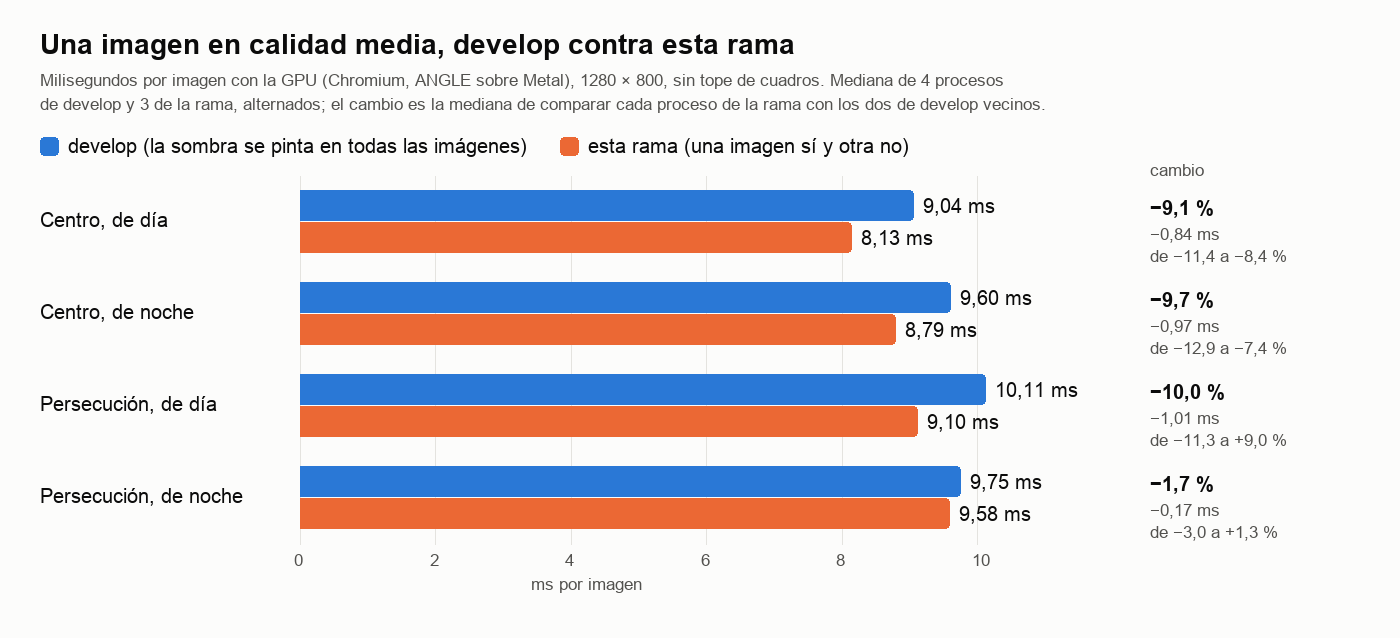 Una imagen en calidad media, develop contra esta rama
Milisegundos por imagen con la GPU (Chromium, ANGLE sobre Metal), 1280 × 800, sin tope de cuadros. Mediana de 4 procesos
de develop y 3 de la rama, alternados; el cambio es la mediana de comparar cada proceso de la rama con los dos de develop vecinos.
develop (la sombra se pinta en todas las imágenes)
esta rama (una imagen sí y otra no)
cambio
Centro, de día
9,04 ms
8,13 ms
−9,1 %
−0,84 ms
de −11,4 a −8,4 %
Centro, de noche
9,60 ms
8,79 ms
−9,7 %
−0,97 ms
de −12,9 a −7,4 %
Persecución, de día
10,11 ms
9,10 ms
−10,0 %
−1,01 ms
de −11,3 a +9,0 %
Persecución, de noche
9,75 ms
9,58 ms
−1,7 %
−0,17 ms
de −3,0 a +1,3 %
0 2 4 6 8 10
ms por imagen